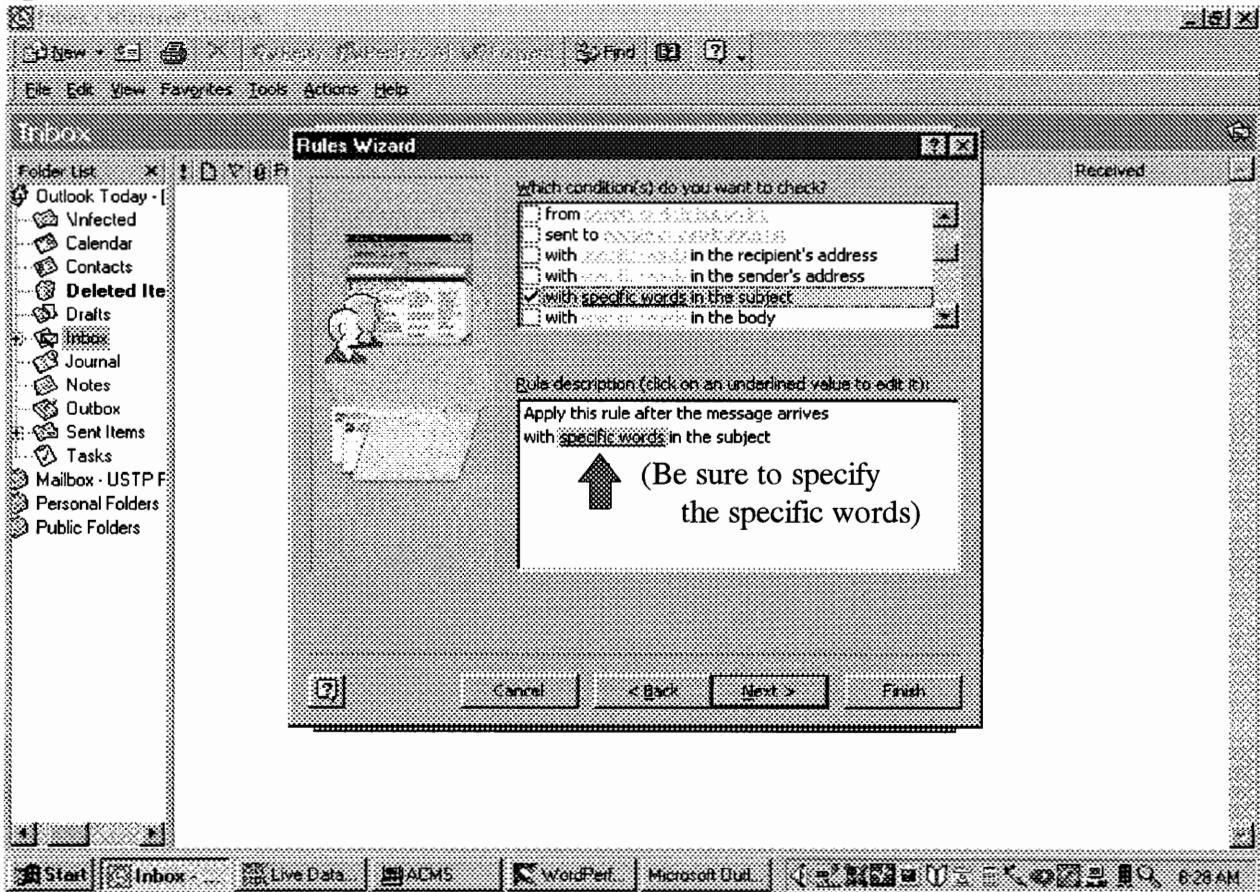 Inbox - Microsoft Outlook
New Find
File Edit View Favorites Tools Actions Help
Inbox
Folder List
Received
Outlook Today - [
\Infected
Calendar
Contacts
Deleted Ite
Drafts
Inbox
Journal
Notes
Outbox
Sent Items
Tasks
Mailbox - USTP F
Personal Folders
Public Folders
Rules Wizard
Which condition(s) do you want to check?
from
sent to
with in the recipient's address
with in the sender's address
with specific words in the subject
with in the body
Rule description (click on an underlined value to edit it):
Apply this rule after the message arrives
with specific words in the subject
(Be sure to specify
the specific words)
Cancel < Back Next > Finish
Start Inbox - ... Live Data... ACMS WordPerf... Microsoft Outl... 8:28 AM